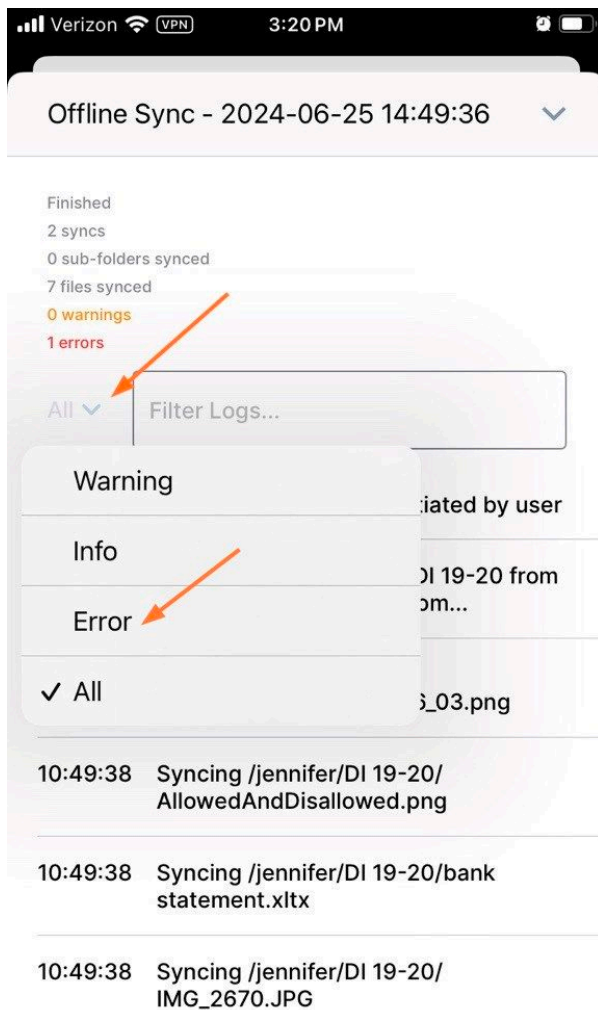 Verizon VPN 3:20 PM
Offline Sync - 2024-06-25 14:49:36
Finished
2 syncs
0 sub-folders synced
7 files synced
0 warnings
1 errors
All Filter Logs...
Warning
Info
Error
All
by user
DI 19-20 from
_03.png
10:49:38 Syncing /jennifer/DI 19-20/
AllowedAndDisallowed.png
10:49:38 Syncing /jennifer/DI 19-20/bank
statement.xltx
10:49:38 Syncing /jennifer/DI 19-20/
IMG_2670.JPG